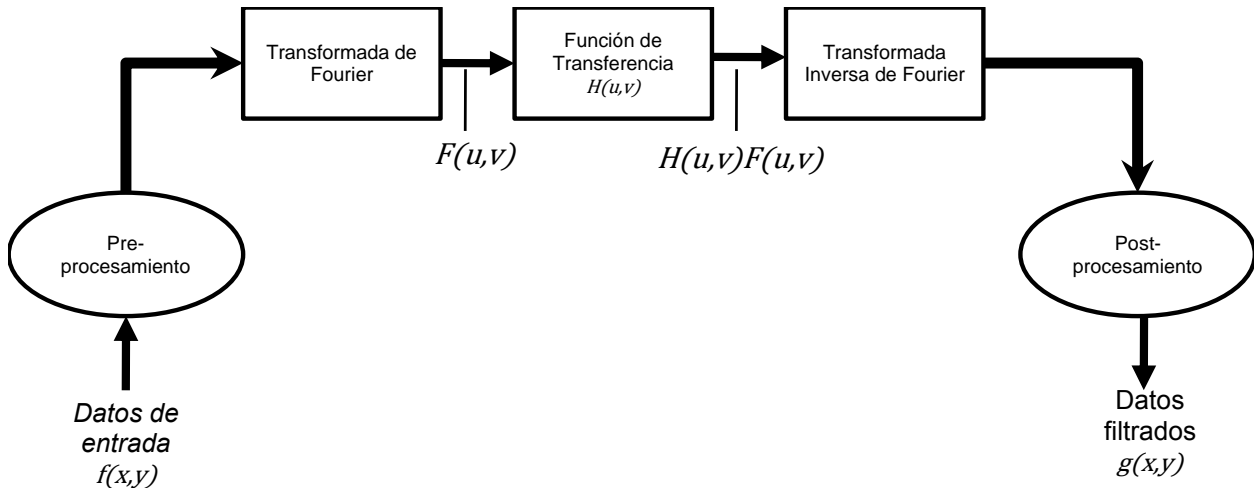 Transformada de
Fourier
Función de
Transferencia
H(u,v)
Transformada
Inversa de Fourier
F(u,v)
H(u,v)F(u,v)
Pre-
procesamiento
Post-
procesamiento
Datos de
entrada
f(x,y)
Datos
filtrados
g(x,y)